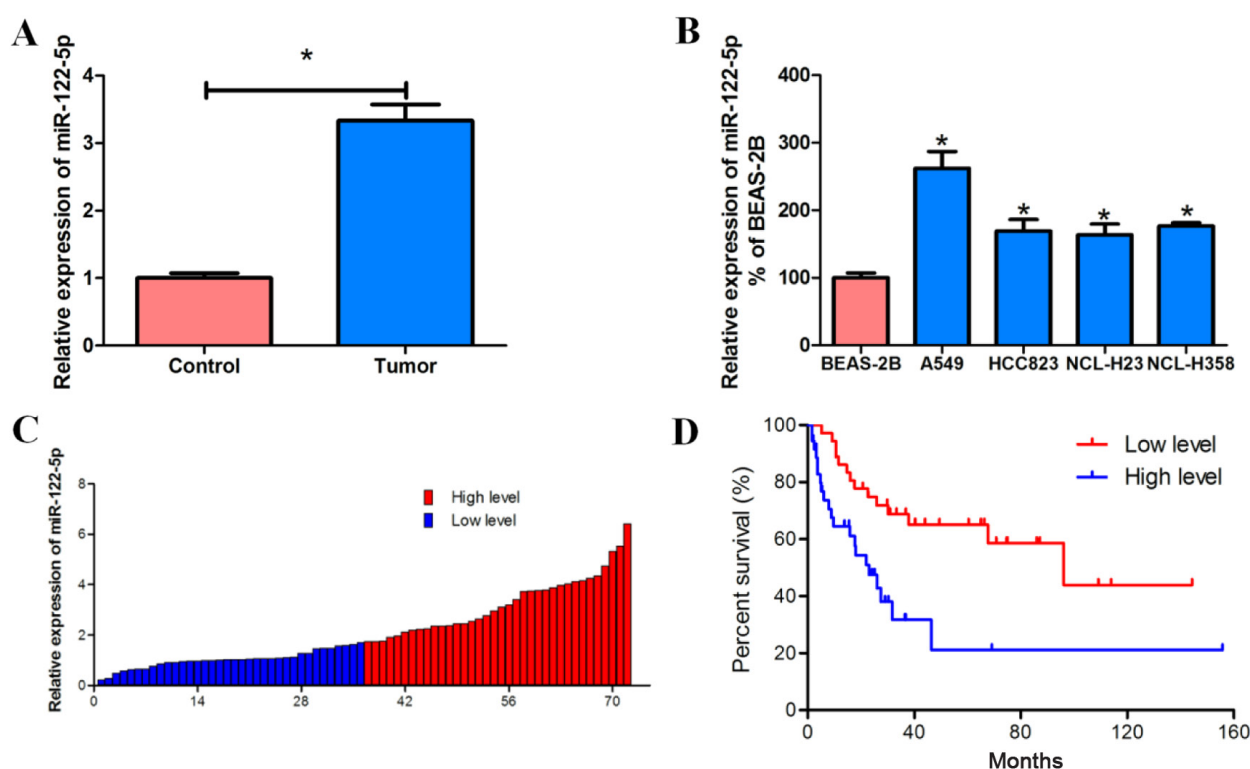 A
Relative expression of miR-122-5p
4
3
2
1
0
*
Control
Tumor
B
Relative expression of miR-122-5p
% of BEAS-2B
400
300
200
100
0
*
*
*
*
BEAS-2B
A549
HCC823
NCL-H23
NCL-H358
C
Relative expression of miR-122-5p
8
6
4
2
0
High level
Low level
0
14
28
42
56
70
D
Percent survival (%)
100
80
60
40
20
0
Low level
High level
0
40
80
120
160
Months